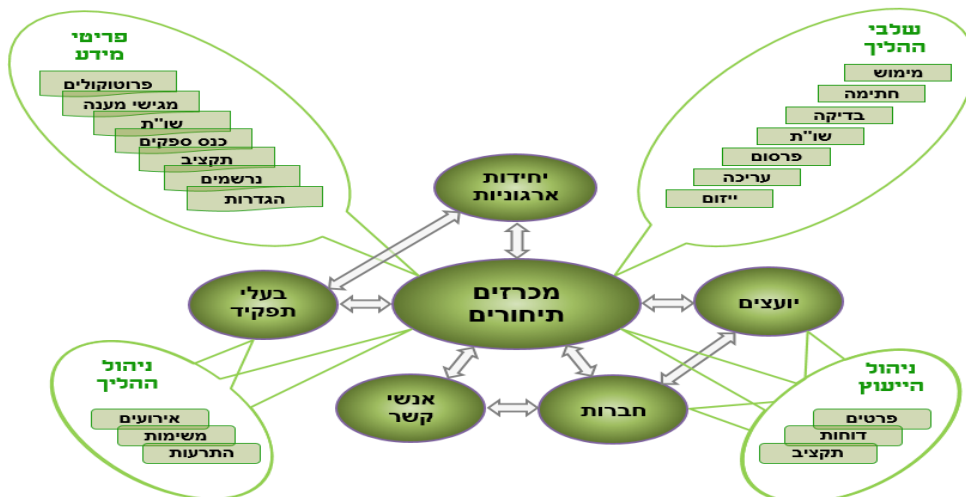 שלבי
ההליך
מימוש
חתימה
בדיקה
שו"ת
פרסום
עריכה
ייזום
פריטי
מידע
פרוטוקולים
מגישי מענה
שו"ת
כנס ספקים
תקציב
נרשמים
הגדרות
יחידות
ארגוניות
יועצים
מכרזים
תיחורים
בעלי
תפקיד
חברות
אנשי
קשר
ניהול
הייעוץ
פרטים
דוחות
תקציב
ניהול
ההליך
אירועים
משימות
התרעות